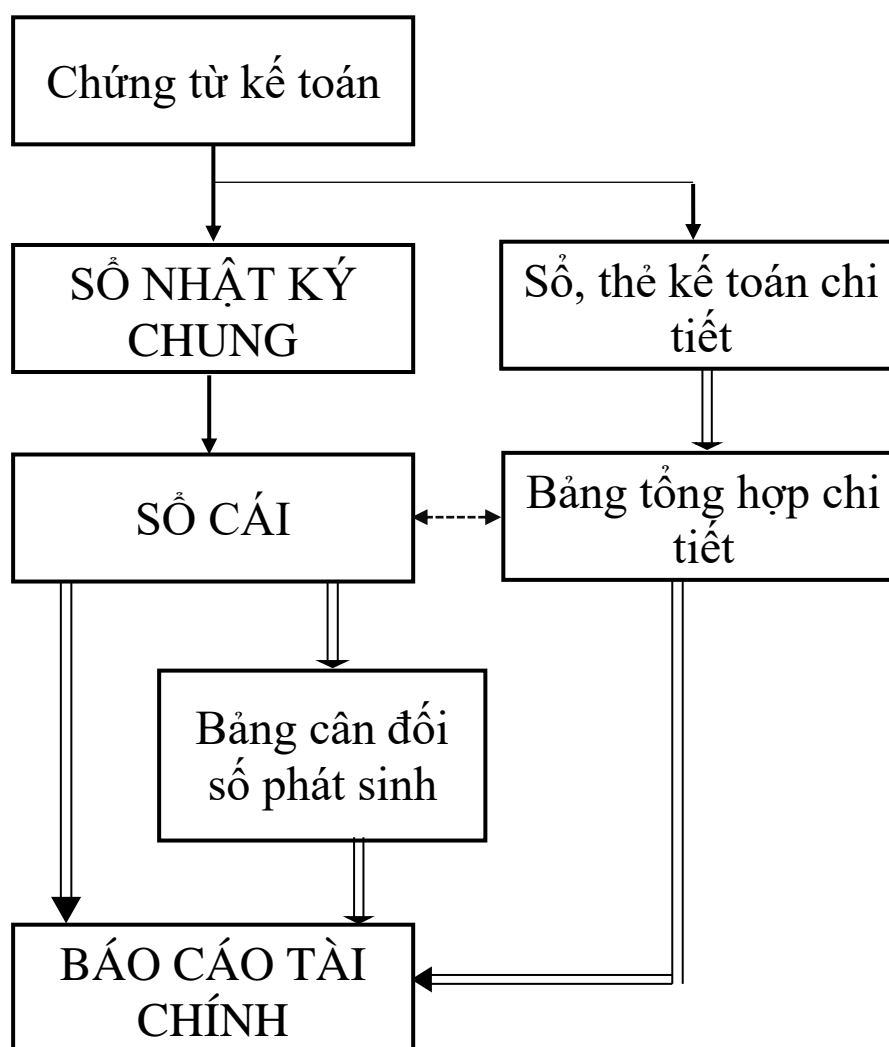 Chứng từ kế toán
SỔ NHẬT KÝ
CHUNG
Sổ, thẻ kế toán chi
tiết
SỔ CÁI
Bảng tổng hợp chi
tiết
Bảng cân đối
số phát sinh
BÁO CÁO TÀI
CHÍNH